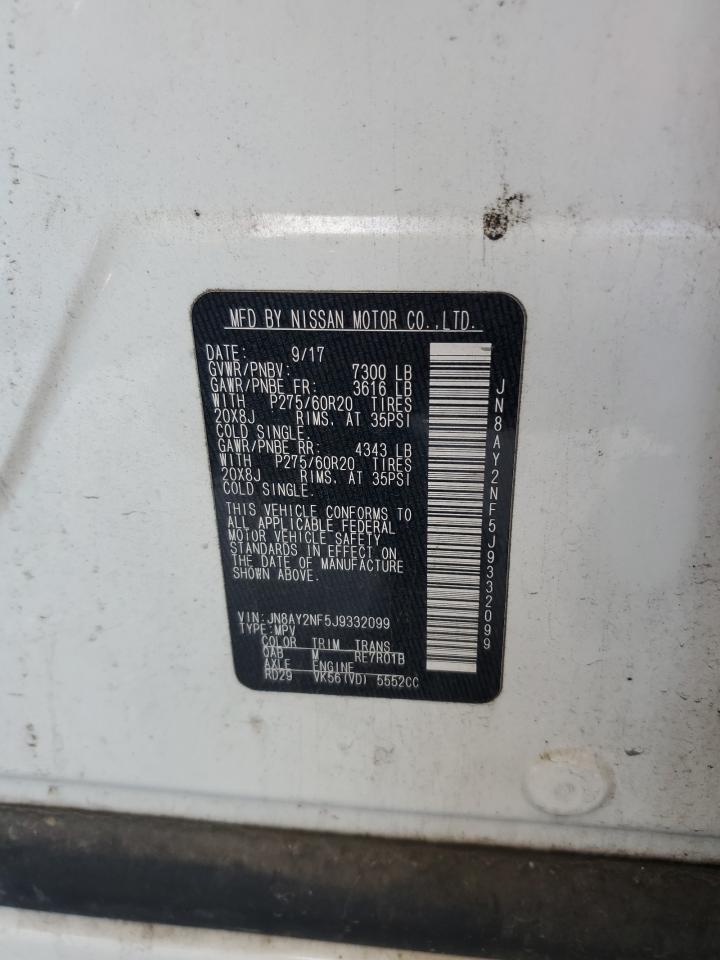 MFD BY NISSAN MOTOR CO.,LTD.
DATE: 9/17
GVWR/PNBV: 7300 LB
GAWR/PNBE FR: 3616 LB
WITH P275/60R20 TIRES
20X8J RIMS, AT 35PSI
COLD SINGLE.
GAWR/PNBE RR: 4343 LB
WITH P275/60R20 TIRES
20X8J RIMS, AT 35PSI
COLD SINGLE.
THIS VEHICLE CONFORMS TO
ALL APPLICABLE FEDERAL
MOTOR VEHICLE SAFETY
STANDARDS IN EFFECT ON
THE DATE OF MANUFACTURE
SHOWN ABOVE.
VIN:JN8AY2NF5J9332099
TYPE:MPV
COLOR TRIM TRANS
QAB M RE7R01B
AXLE ENGINE
RD29 VK56(VD) 5552CC
JN8AY2NF5J9332099